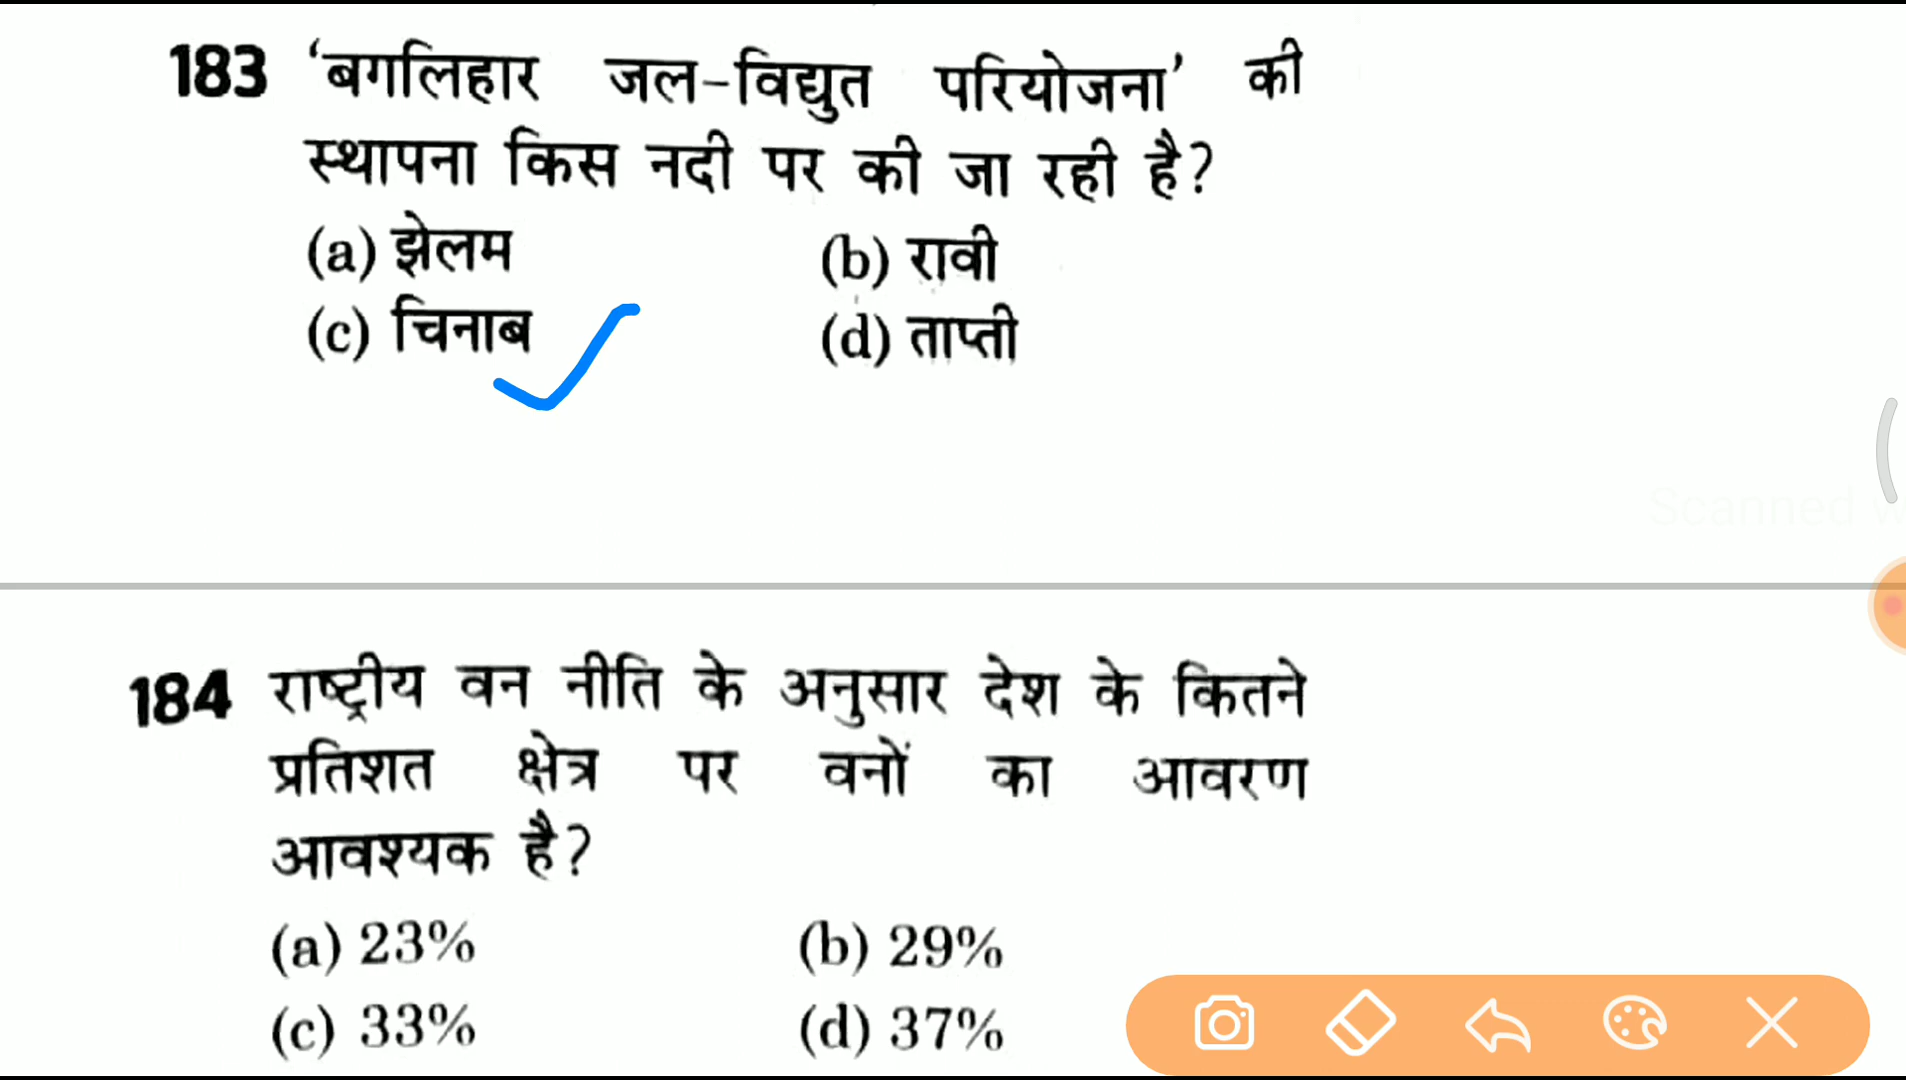 183 ‘बगलिहार जल-विद्युत परियोजना’ की
स्थापना किस नदी पर की जा रही है?
(a) झेलम (b) रावी
(c) चिनाब (d) ताप्ती
Scanned w
184 राष्ट्रीय वन नीति के अनुसार देश के कितने
प्रतिशत क्षेत्र पर वनों का आवरण
आवश्यक है?
(a) 23% (b) 29%
(c) 33% (d) 37%